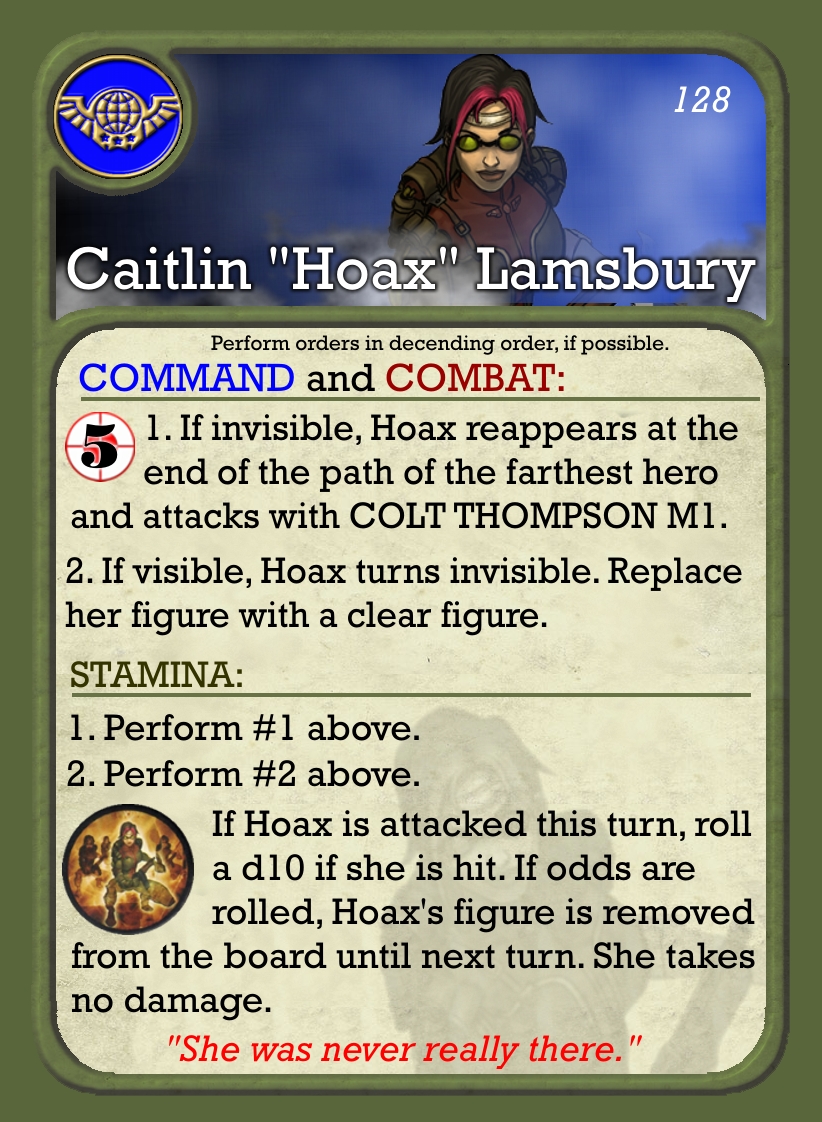 128
Caitlin "Hoax" Lamsbury
Perform orders in decending order, if possible.
COMMAND and COMBAT:
5 1. If invisible, Hoax reappears at the
end of the path of the farthest hero
and attacks with COLT THOMPSON M1.
2. If visible, Hoax turns invisible. Replace
her figure with a clear figure.
STAMINA:
1. Perform #1 above.
2. Perform #2 above.
If Hoax is attacked this turn, roll
a d10 if she is hit. If odds are
rolled, Hoax's figure is removed
from the board until next turn. She takes
no damage.
"She was never really there."